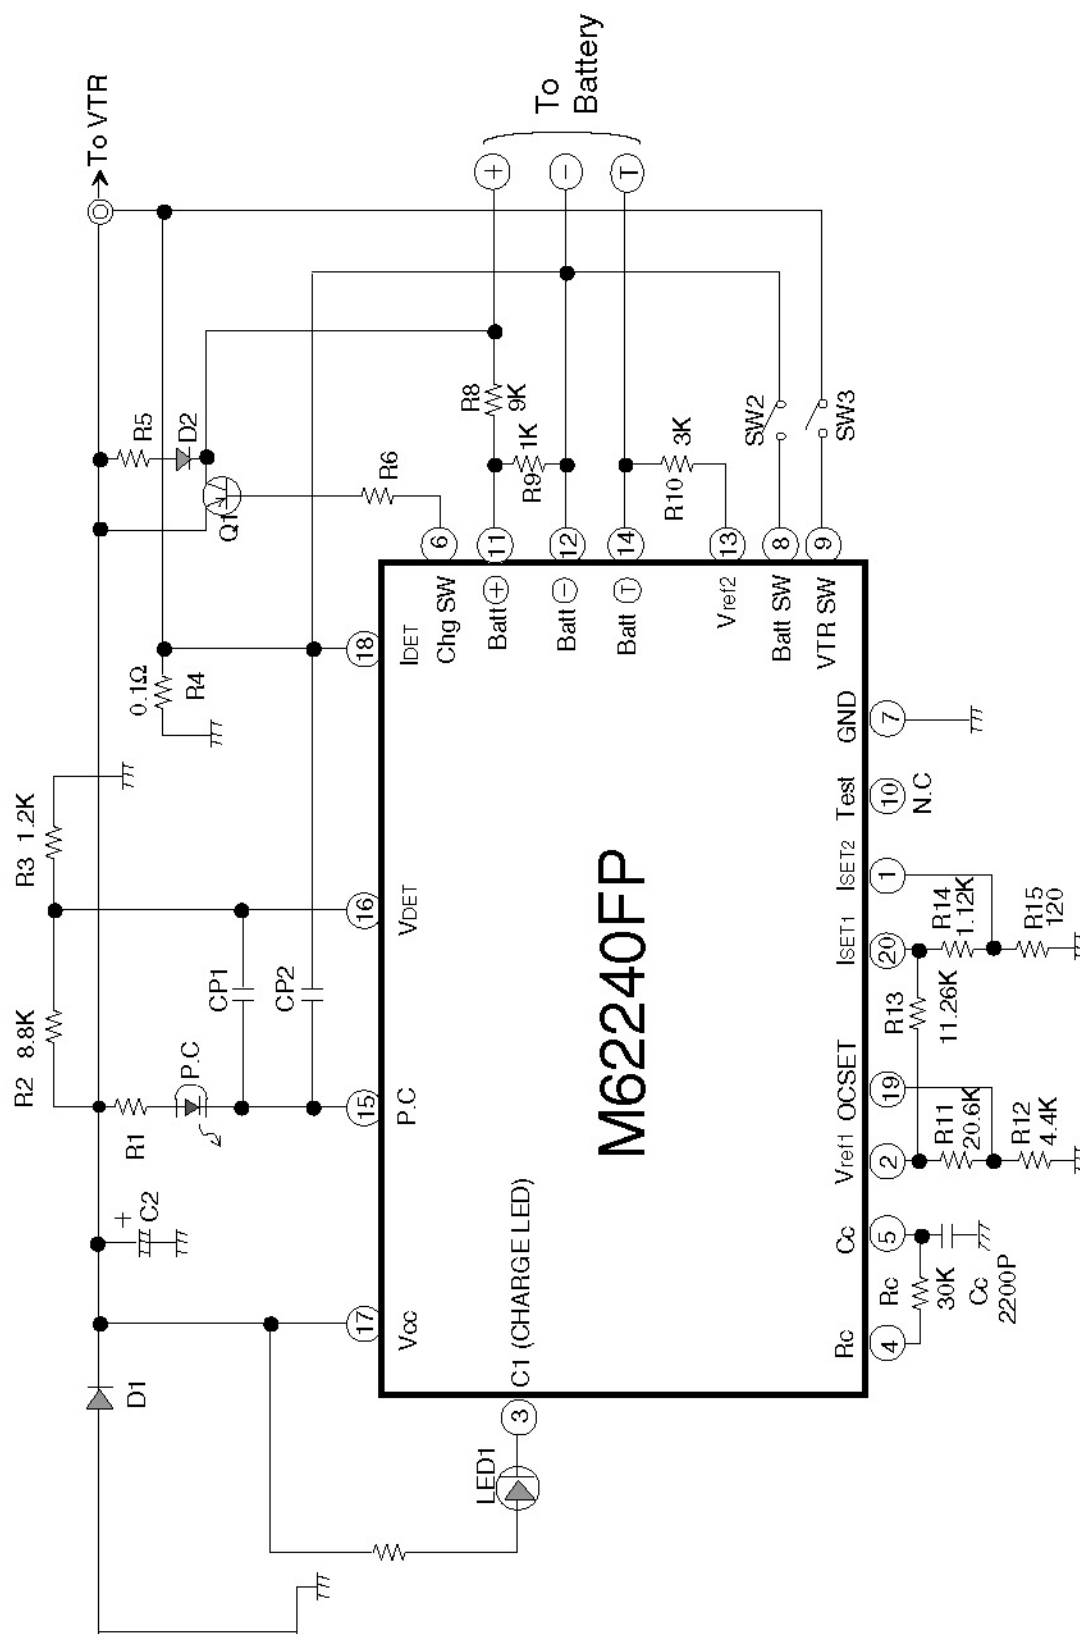 To VTR
To
Battery
+
−
T
R5
D2
Q1
R6
R8
9K
1K
R9
3K
R10
SW2
SW3
0.1Ω
R4
R3 1.2K
R2 8.8K
P.C
R1
CP1
CP2
+
C2
D1
LED1
18
IDET
6
Chg SW
11
Batt +
12
Batt −
14
Batt T
13
Vref2
8
Batt SW
9
VTR SW
16
VDET
15
P.C
17
Vcc
3
C1 (CHARGE LED)
M62240FP
GND
7
Test
10
N.C
ISET2
1
ISET1
20
OCSET
19
Vref1
2
Cc
5
Rc
4
R14
1.12K
R15
120
R13
11.26K
R11
20.6K
R12
4.4K
Rc
30K
Cc
2200P